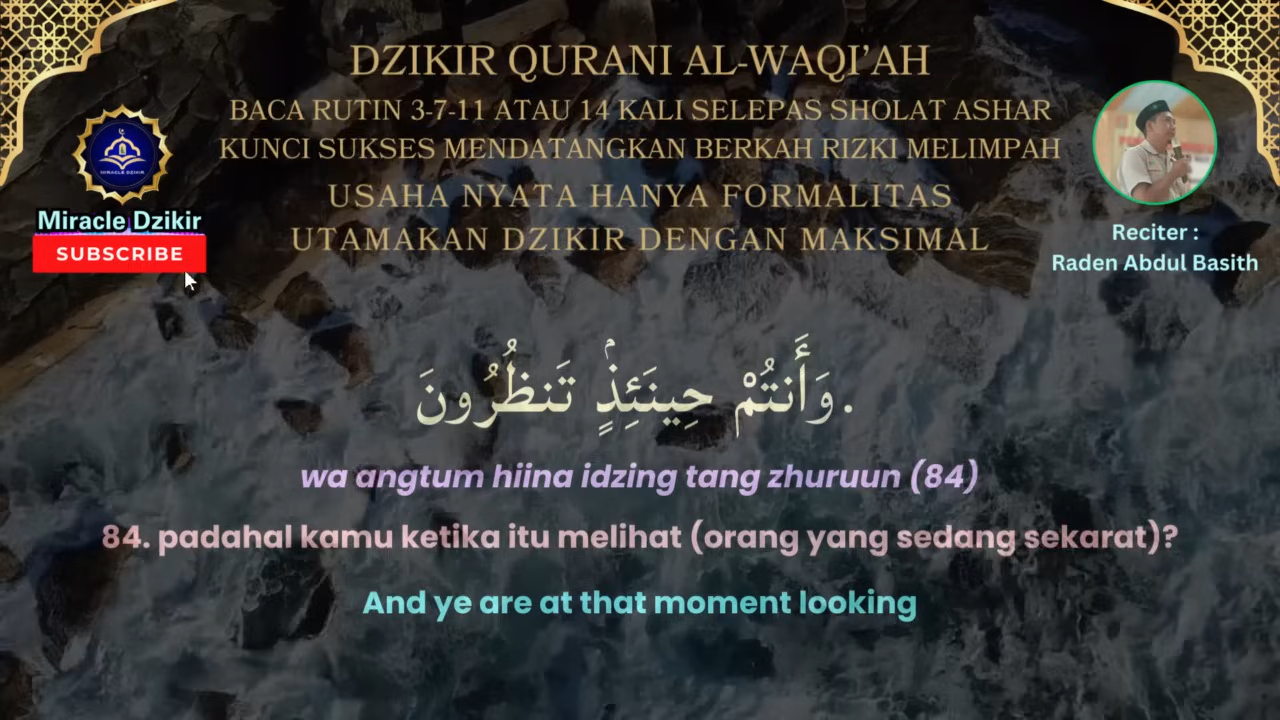 DZIKIR QURANI AL-WAQI'AH
BACA RUTIN 3-7-11 ATAU 14 KALI SELEPAS SHOLAT ASHAR
KUNCI SUKSES MENDATANGKAN BERKAH RIZKI MELIMPAH
USAHA NYATA HANYA FORMALITAS
UTAMAKAN DZIKIR DENGAN MAKSIMAL
MIRACLE DZIKIR
Miracle Dzikir
SUBSCRIBE
Reciter :
Raden Abdul Basith
وَأَنتُمْ حِينَئِذٍۢ تَنظُرُونَ.
wa angtum hiina idzing tang zhuruun (84)
84. padahal kamu ketika itu melihat (orang yang sedang sekarat)?
And ye are at that moment looking